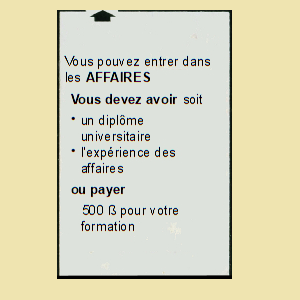 Vous pouvez entrer dans
les AFFAIRES
Vous devez avoir soit
• un diplôme
universitaire
• l'expérience des
affaires
ou payer
500 ß pour votre
formation